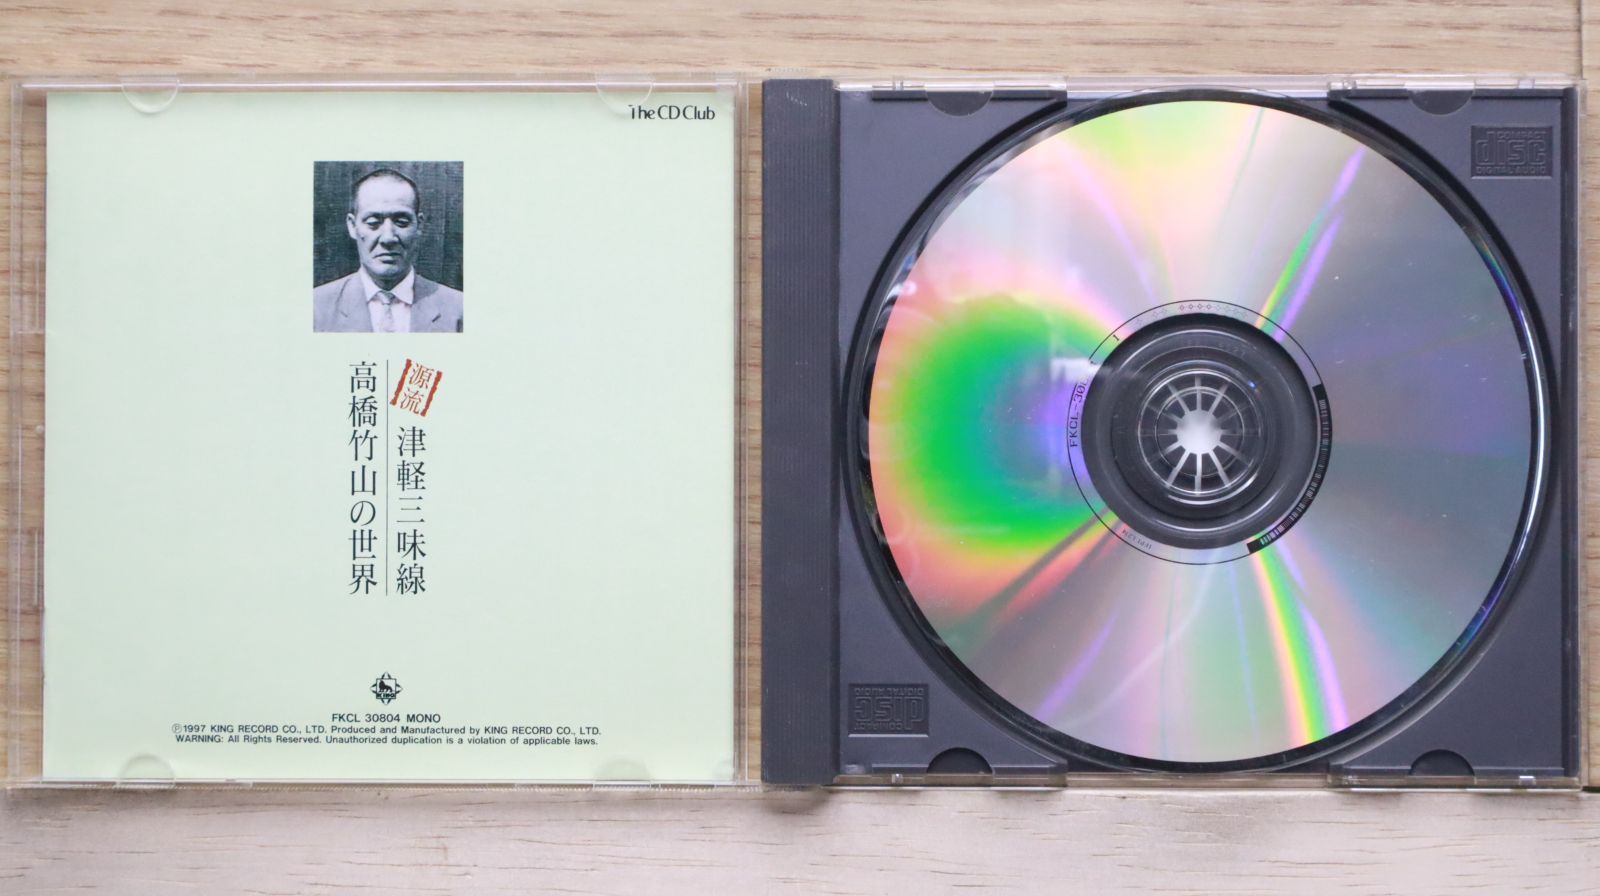 The CD Club
源流
津軽三味線
高橋竹山の世界
KING
FKCL 30804 MONO
Ⓟ1997 KING RECORD CO., LTD. Produced and Manufactured by KING RECORD CO., LTD.
WARNING: All Rights Reserved. Unauthorized duplication is a violation of applicable laws.
COMPACT
disc
DIGITAL AUDIO
COMPACT
disc
DIGITAL AUDIO